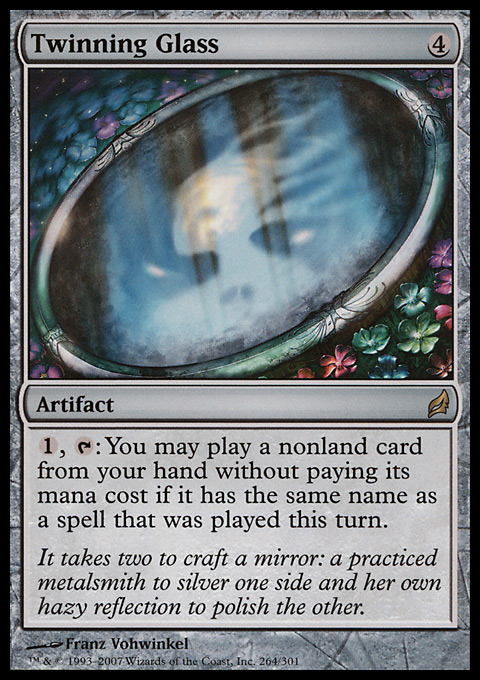 Twinning Glass 4
Artifact
1, : You may play a nonland card
from your hand without paying its
mana cost if it has the same name as
a spell that was played this turn.
It takes two to craft a mirror: a practiced
metalsmith to silver one side and her own
hazy reflection to polish the other.
Franz Vohwinkel
™ & © 1993-2007 Wizards of the Coast, Inc. 264/301